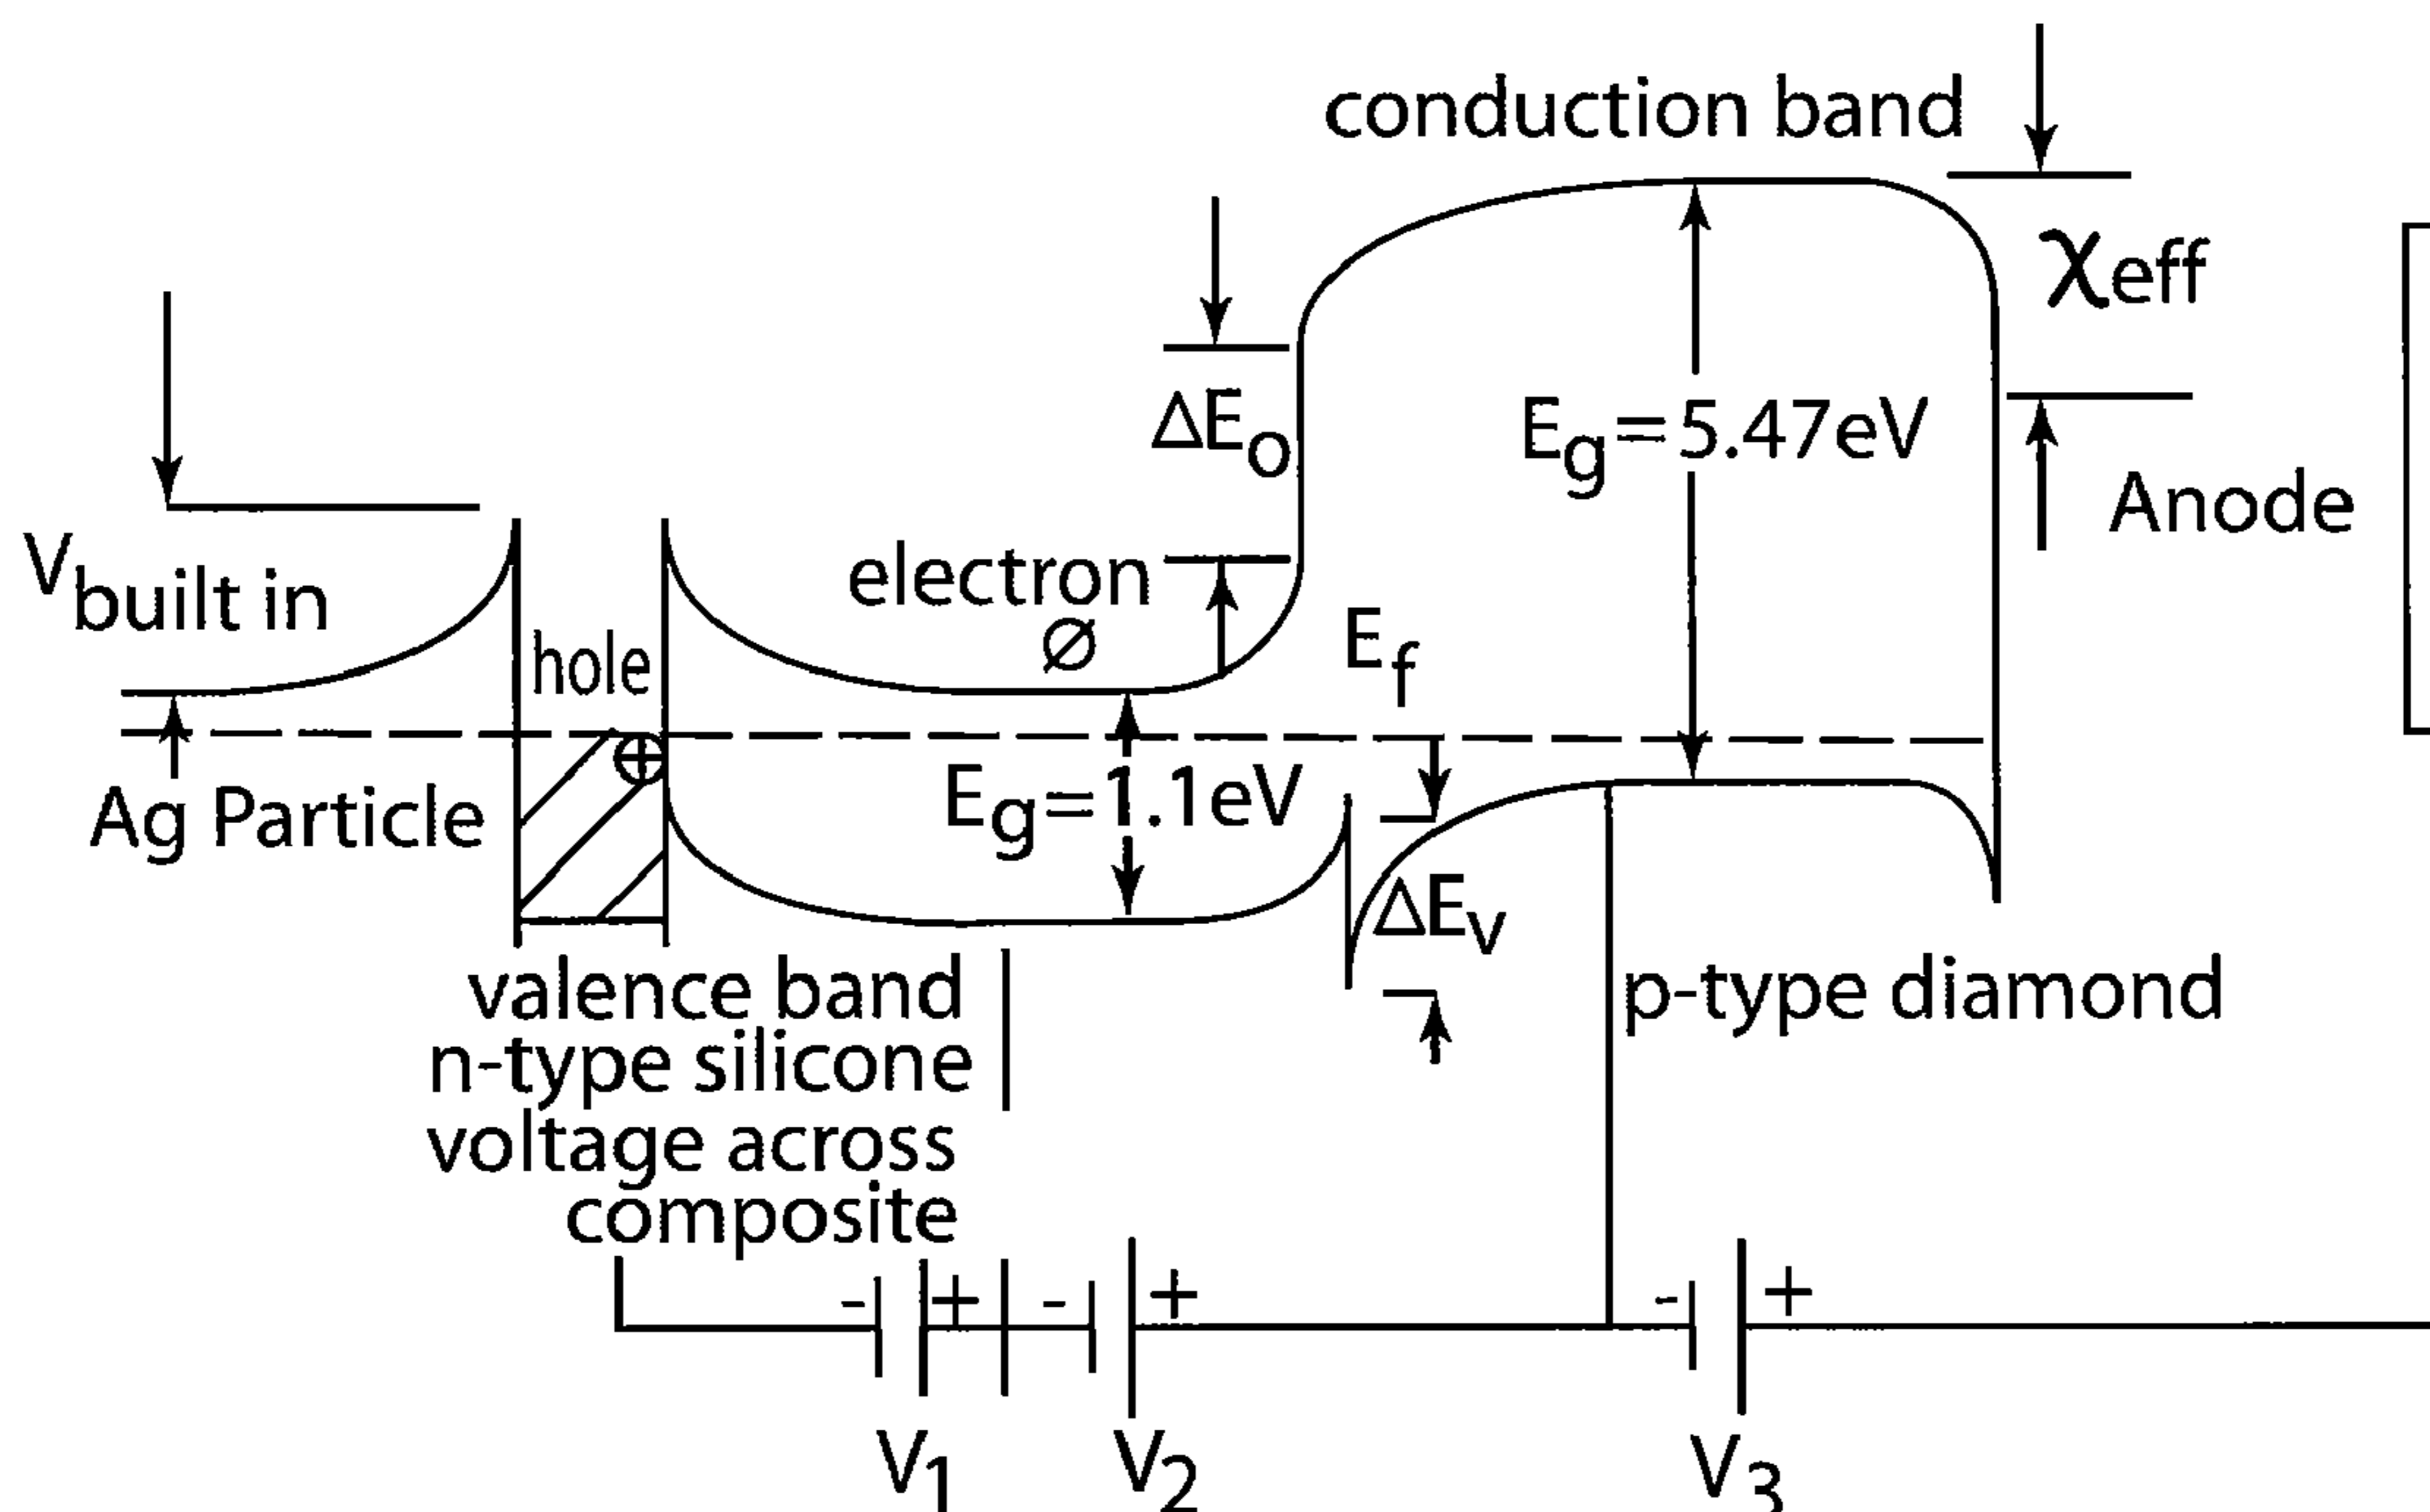 conduction band
χeff
ΔEo
Eg=5.47eV
Anode
Vbuilt in
electron
Ø
Ef
hole
Eg=1.1eV
Ag Particle
ΔEv
valence band
p-type diamond
n-type silicone
voltage across
composite
- + - + - +
V1 V2 V3